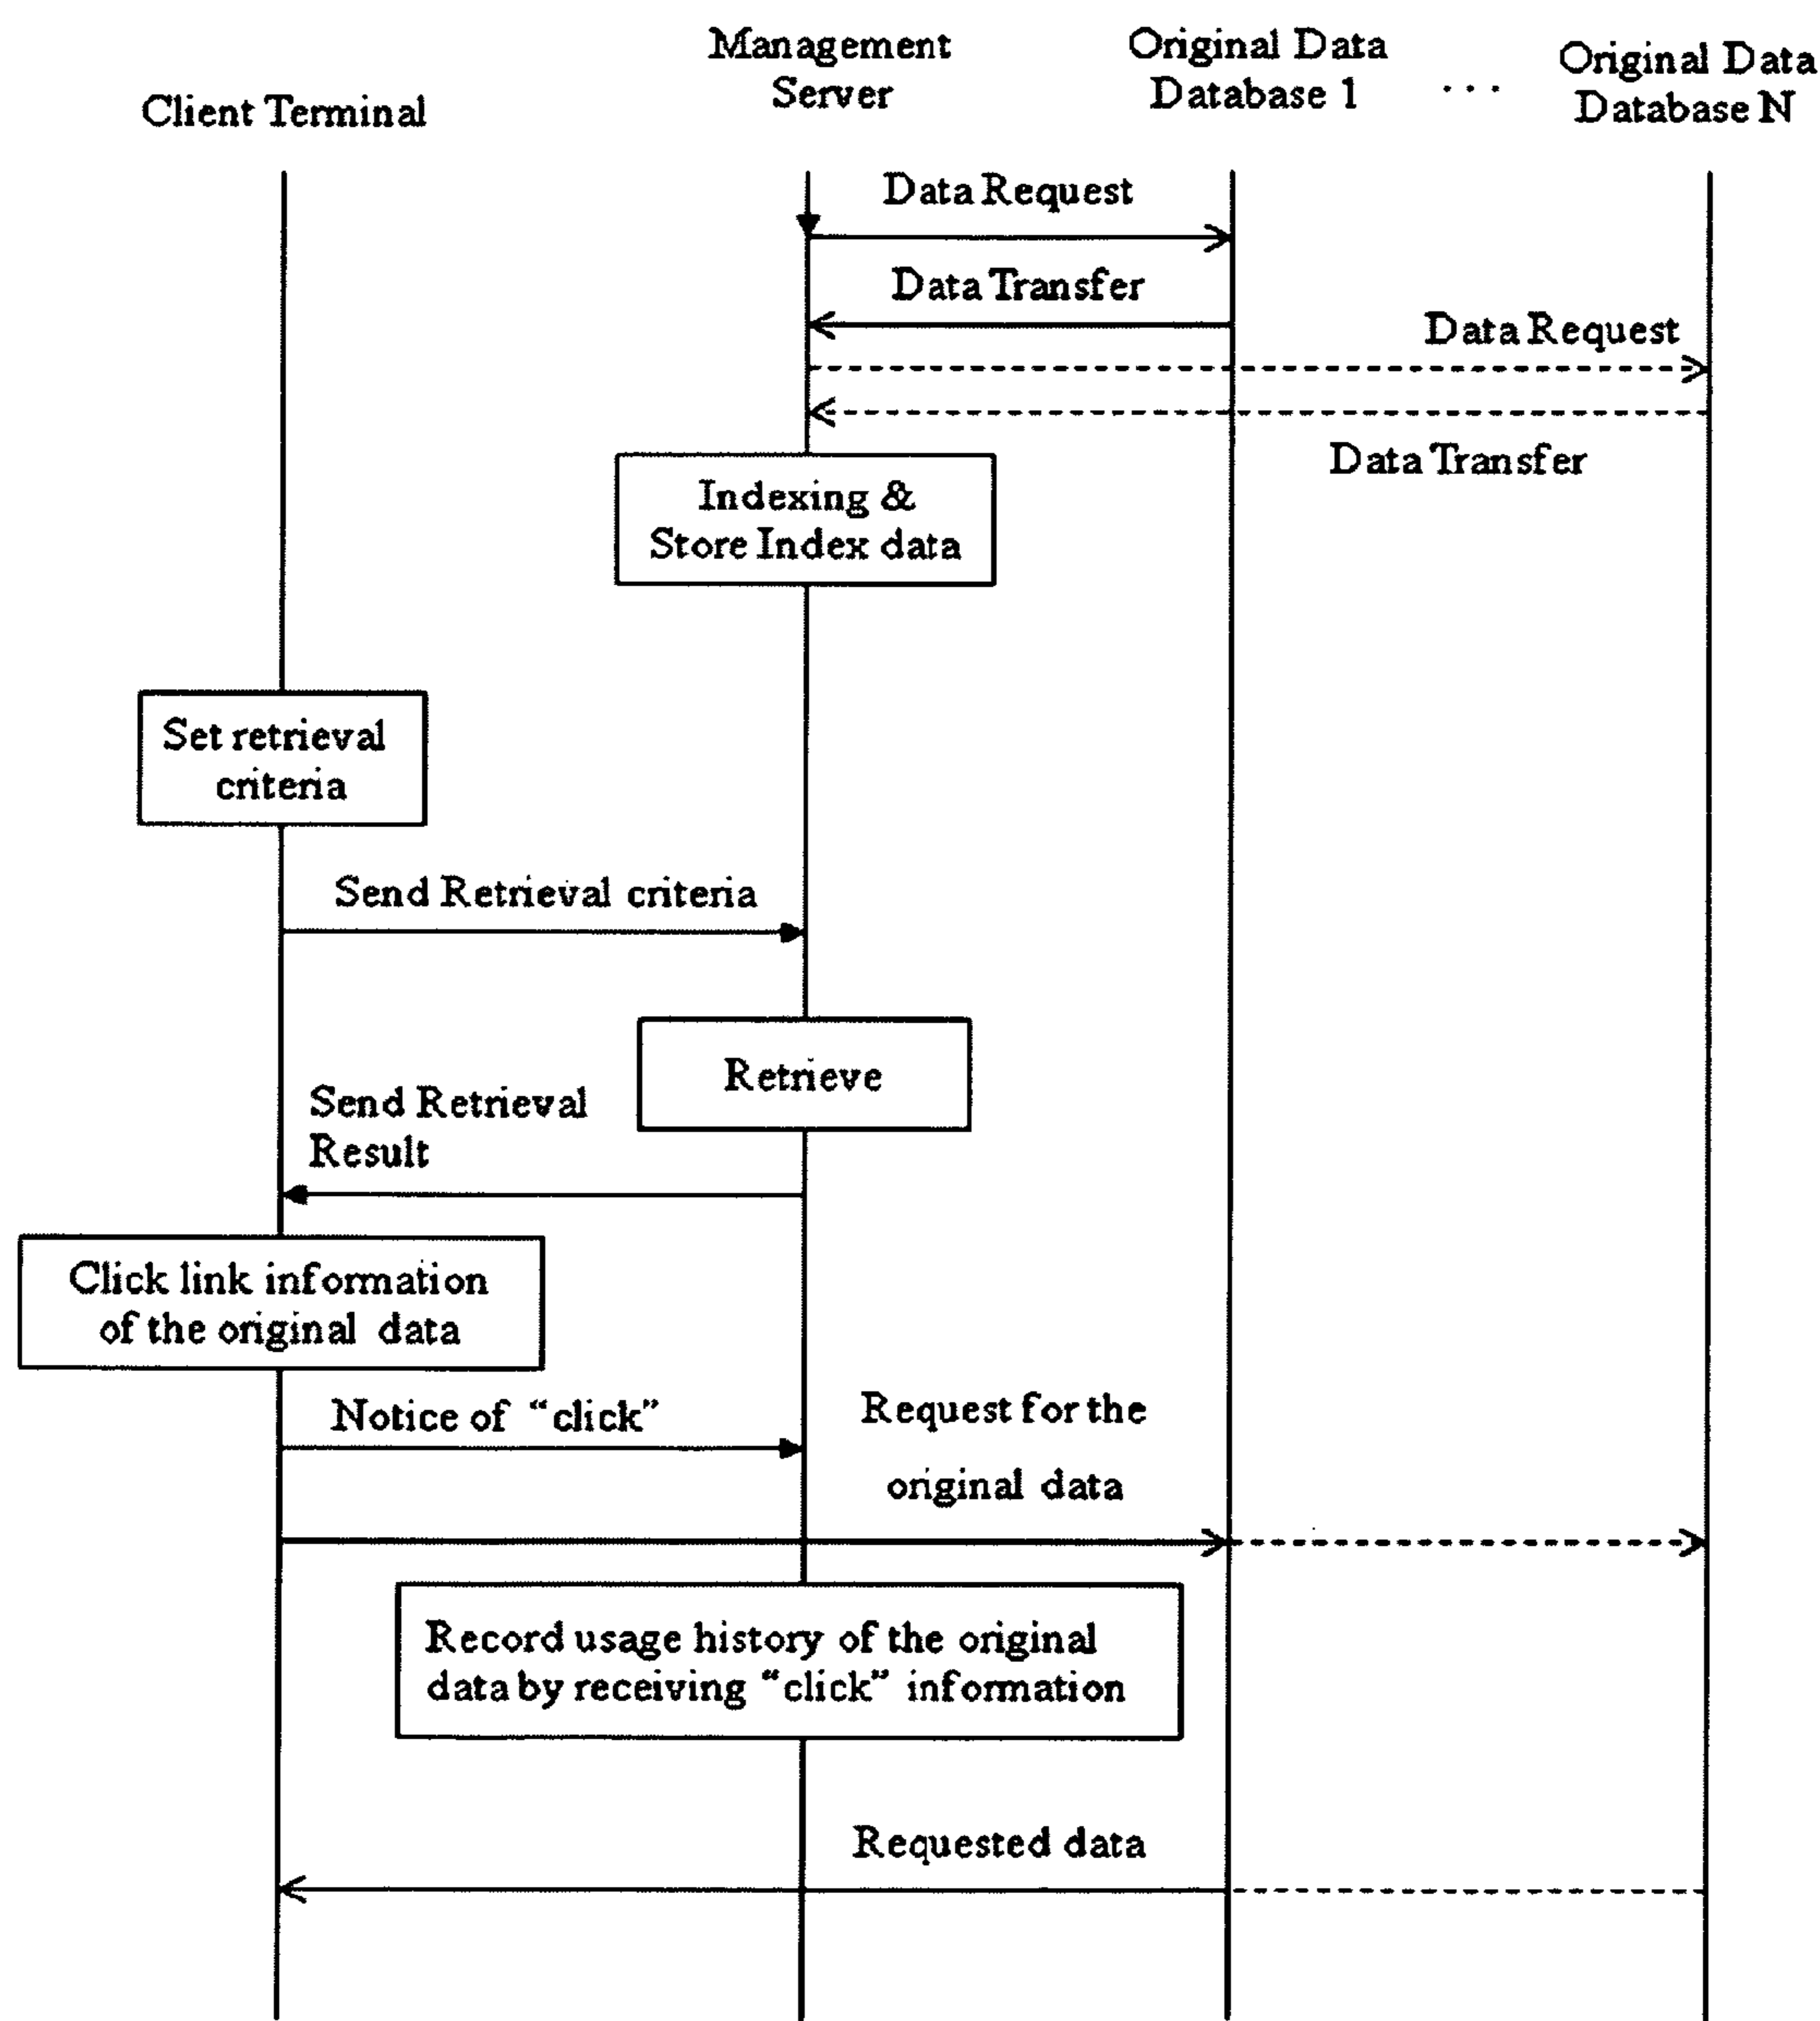 Client Terminal
Management
Server
Original Data
Database 1
...
Original Data
Database N
Data Request
Data Transfer
Data Request
Data Transfer
Indexing &
Store Index data
Set retrieval
criteria
Send Retrieval criteria
Retrieve
Send Retrieval
Result
Click link information
of the original data
Notice of “click”
Request for the
original data
Record usage history of the original
data by receiving “click” information
Requested data